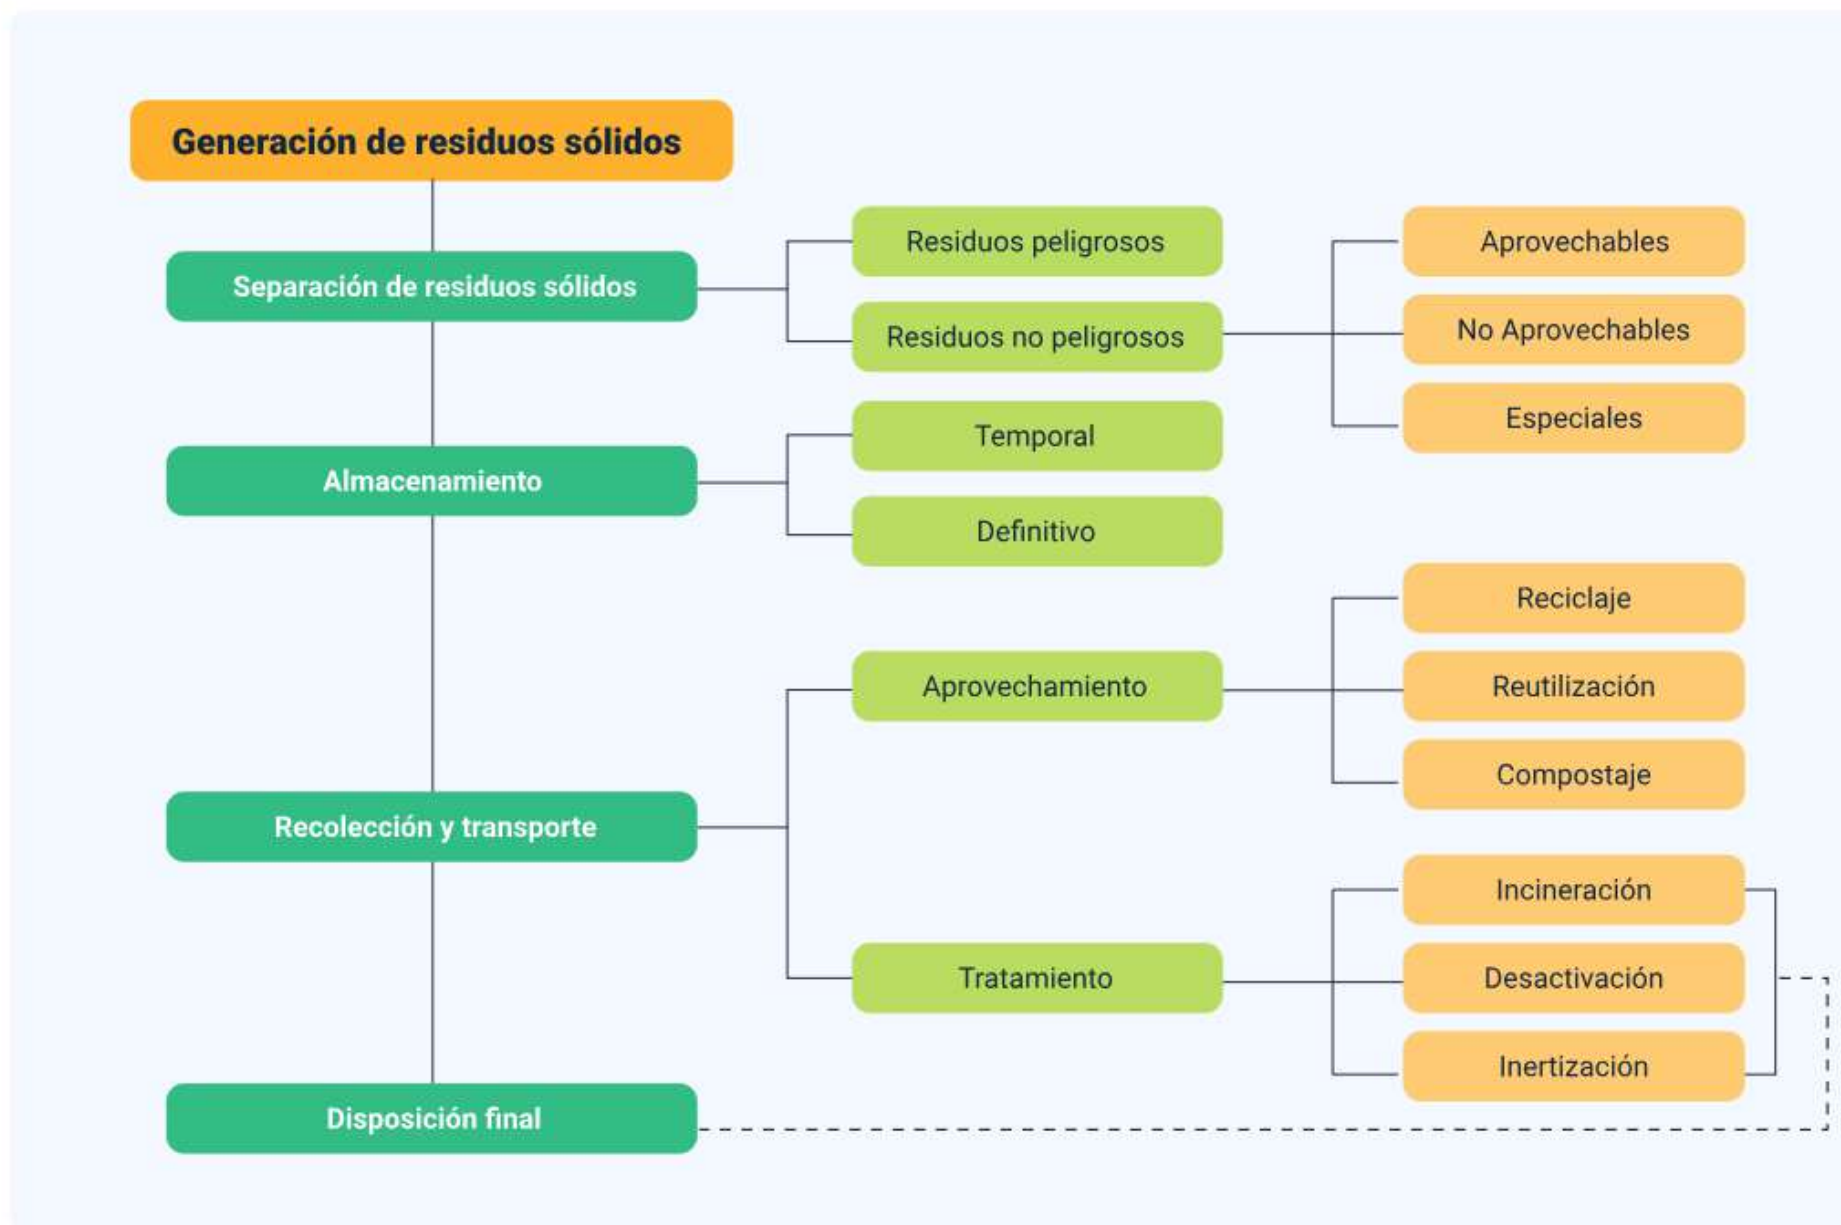 Generación de residuos sólidos
Separación de residuos sólidos
Residuos peligrosos
Residuos no peligrosos
Aprovechables
No Aprovechables
Especiales
Almacenamiento
Temporal
Definitivo
Recolección y transporte
Aprovechamiento
Reciclaje
Reutilización
Compostaje
Tratamiento
Incineración
Desactivación
Inertización
Disposición final